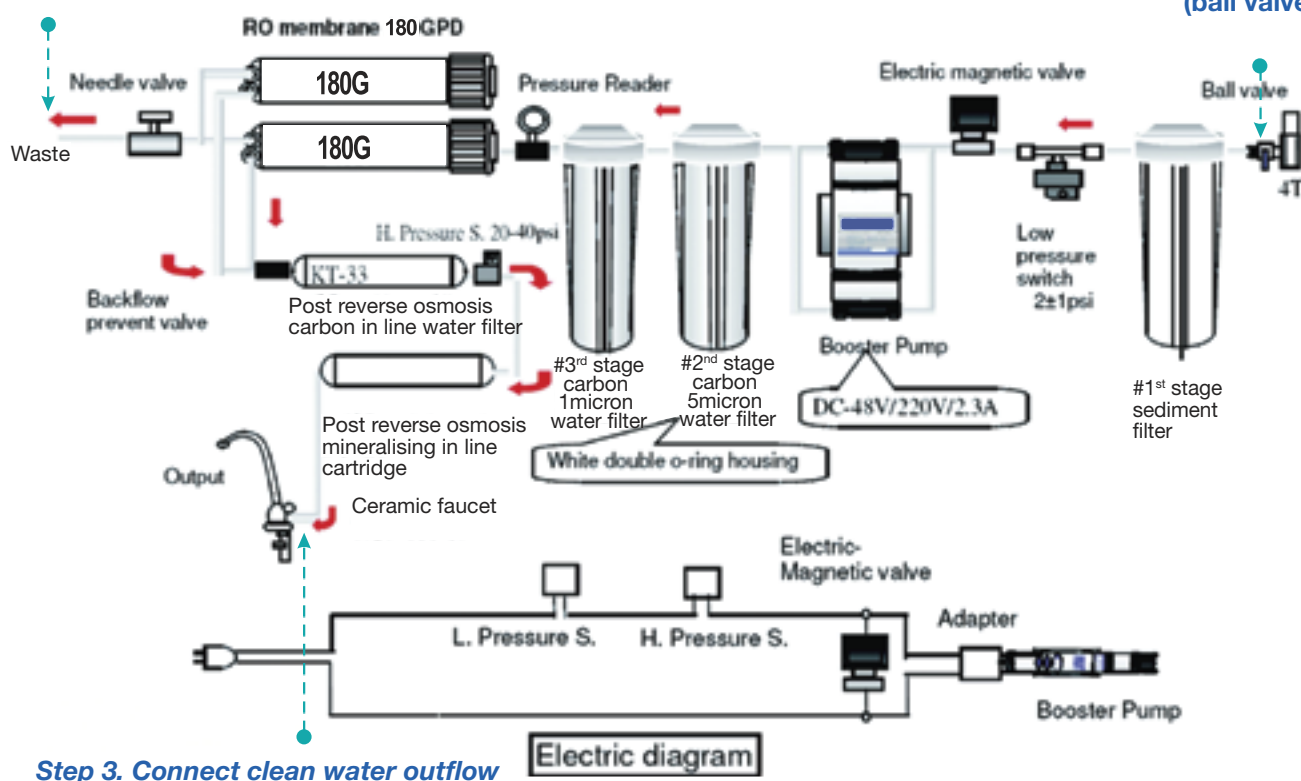 (ball valve
RO membrane 180GPD
Needle valve
180G
Pressure Reader
Electric magnetic valve
Ball valve
180G
Waste
4T
H. Pressure S. 20-40psi
KT-33
Low
pressure
switch
2±1psi
Backflow
prevent valve
Post reverse osmosis
carbon in line water filter
Booster Pump
#3rd stage
carbon
1micron
water filter
#2nd stage
carbon
5micron
water filter
DC-48V/220V/2.3A
#1st stage
sediment
filter
Post reverse osmosis
mineralising in line
cartridge
White double o-ring housing
Output
Ceramic faucet
Electric-
Magnetic valve
L. Pressure S.
H. Pressure S.
Adapter
Booster Pump
Electric diagram
Step 3. Connect clean water outflow